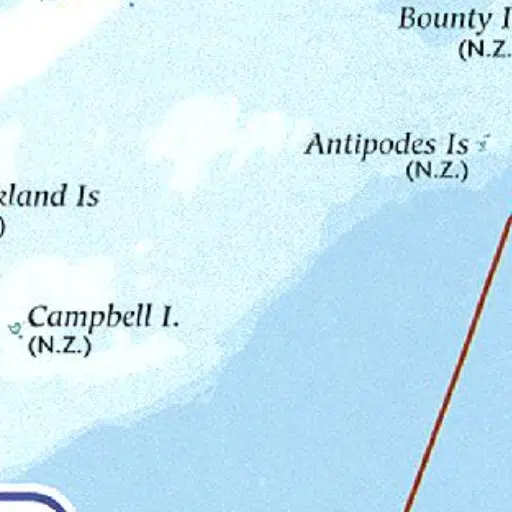 Bounty I
(N.Z.
Antipodes Is
(N.Z.)
kland Is
)
Campbell I.
(N.Z.)